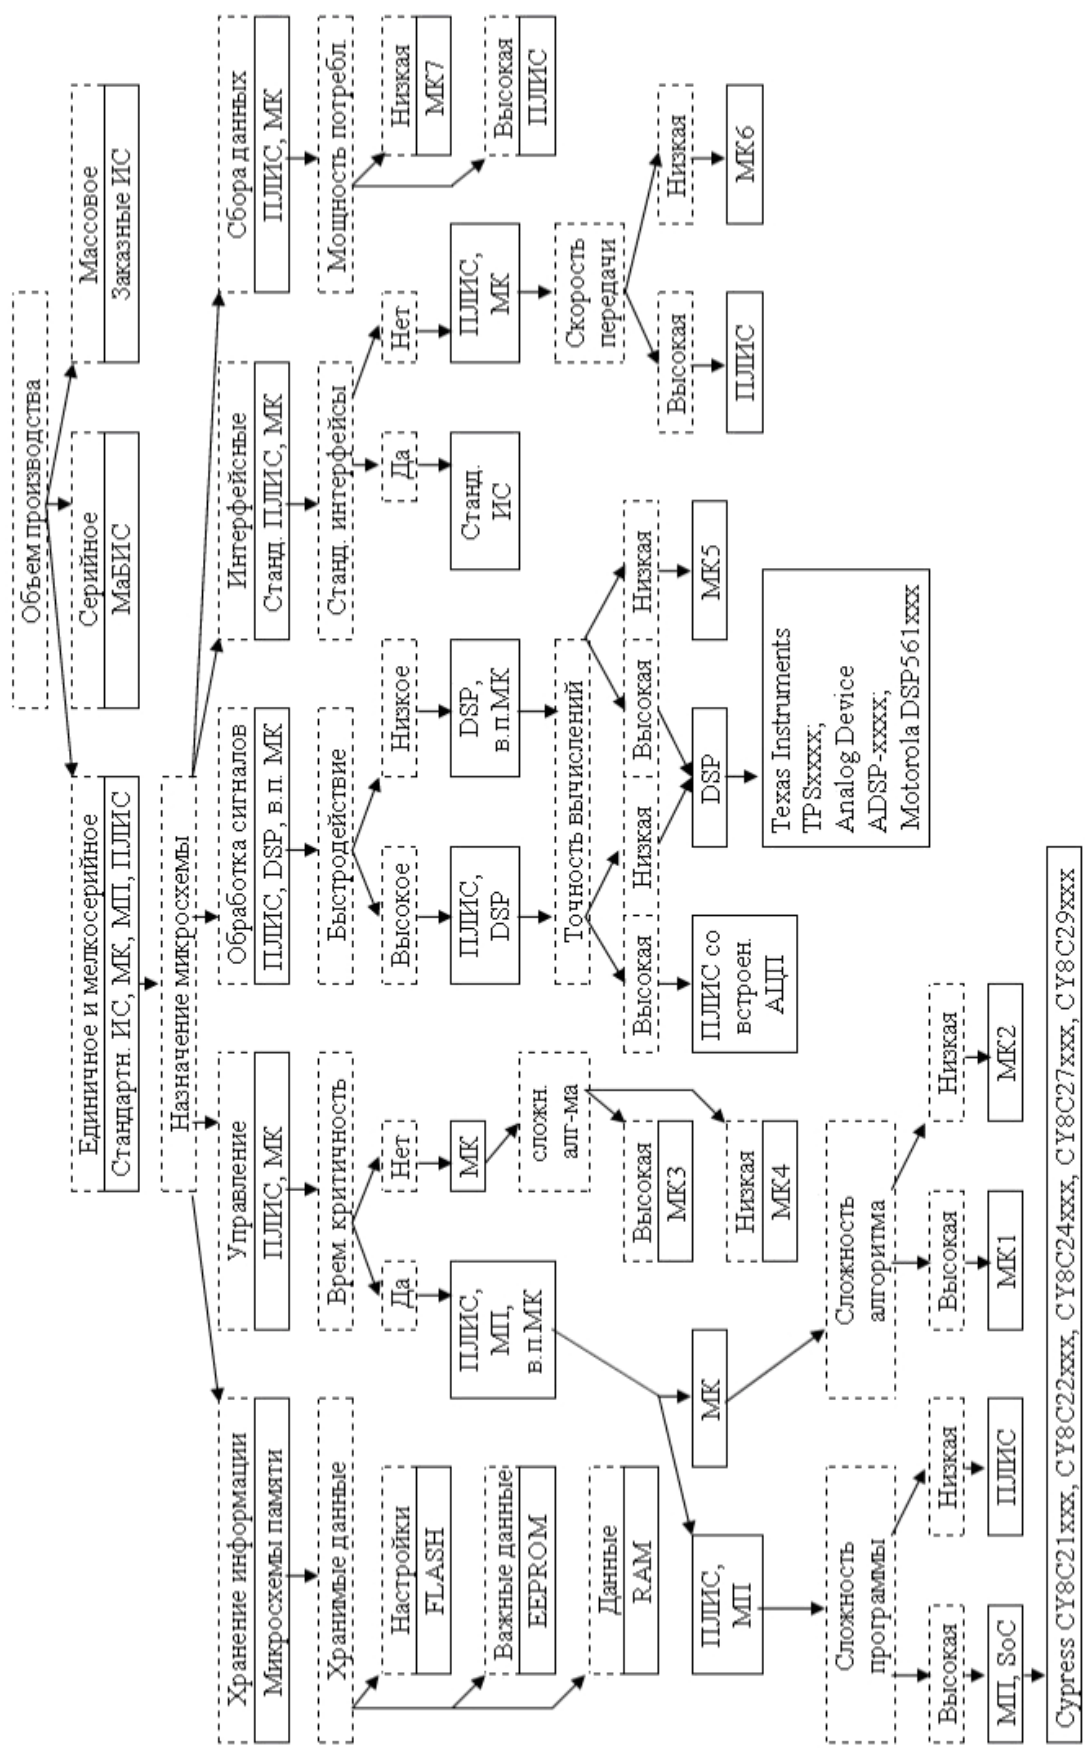 Объем производства
Единичное и мелкосерийное
Стандартн. ИС, МК, МП, ПЛИС
Серийное
МаБИС
Массовое
Заказные ИС
Назначение микросхемы
Хранение информации
Микросхемы памяти
Управление
ПЛИС, МК
Обработка сигналов
ПЛИС, DSP, в.п. МК
Интерфейсные
Станд. ПЛИС, МК
Сбора данных
ПЛИС, МК
Хранимые данные
Врем. критичность
Быстродействие
Станд. интерфейсы
Мощность потребл.
Настройки
FLASH
Да
Нет
Высокое
Низкое
Да
Нет
Низкая
МК7
ПЛИС,
МП,
в.п.МК
МК
ПЛИС,
DSP
DSP,
в.п.МК
Станд.
ИС
ПЛИС,
МК
Важные данные
EEPROM
сложн.
алг-ма
Высокая
ПЛИС
Точность вычислений
Скорость
передачи
Данные
RAM
Высокая
МК3
Высокая
Низкая
Высокая
Низкая
Высокая
Низкая
ПЛИС,
МП
МК
Низкая
МК4
ПЛИС со
встроен.
АЦП
DSP
МК5
ПЛИС
МК6
Texas Instruments
TPSxxxx;
Analog Device
ADSP-xxxx;
Motorola DSP561xxx
Сложность
программы
Сложность
алгоритма
Высокая
Низкая
Высокая
Низкая
МП, SoC
ПЛИС
МК1
МК2
Cypress CY8C21xxx, CY8C22xxx, CY8C24xxx, CY8C27xxx, CY8C29xxx